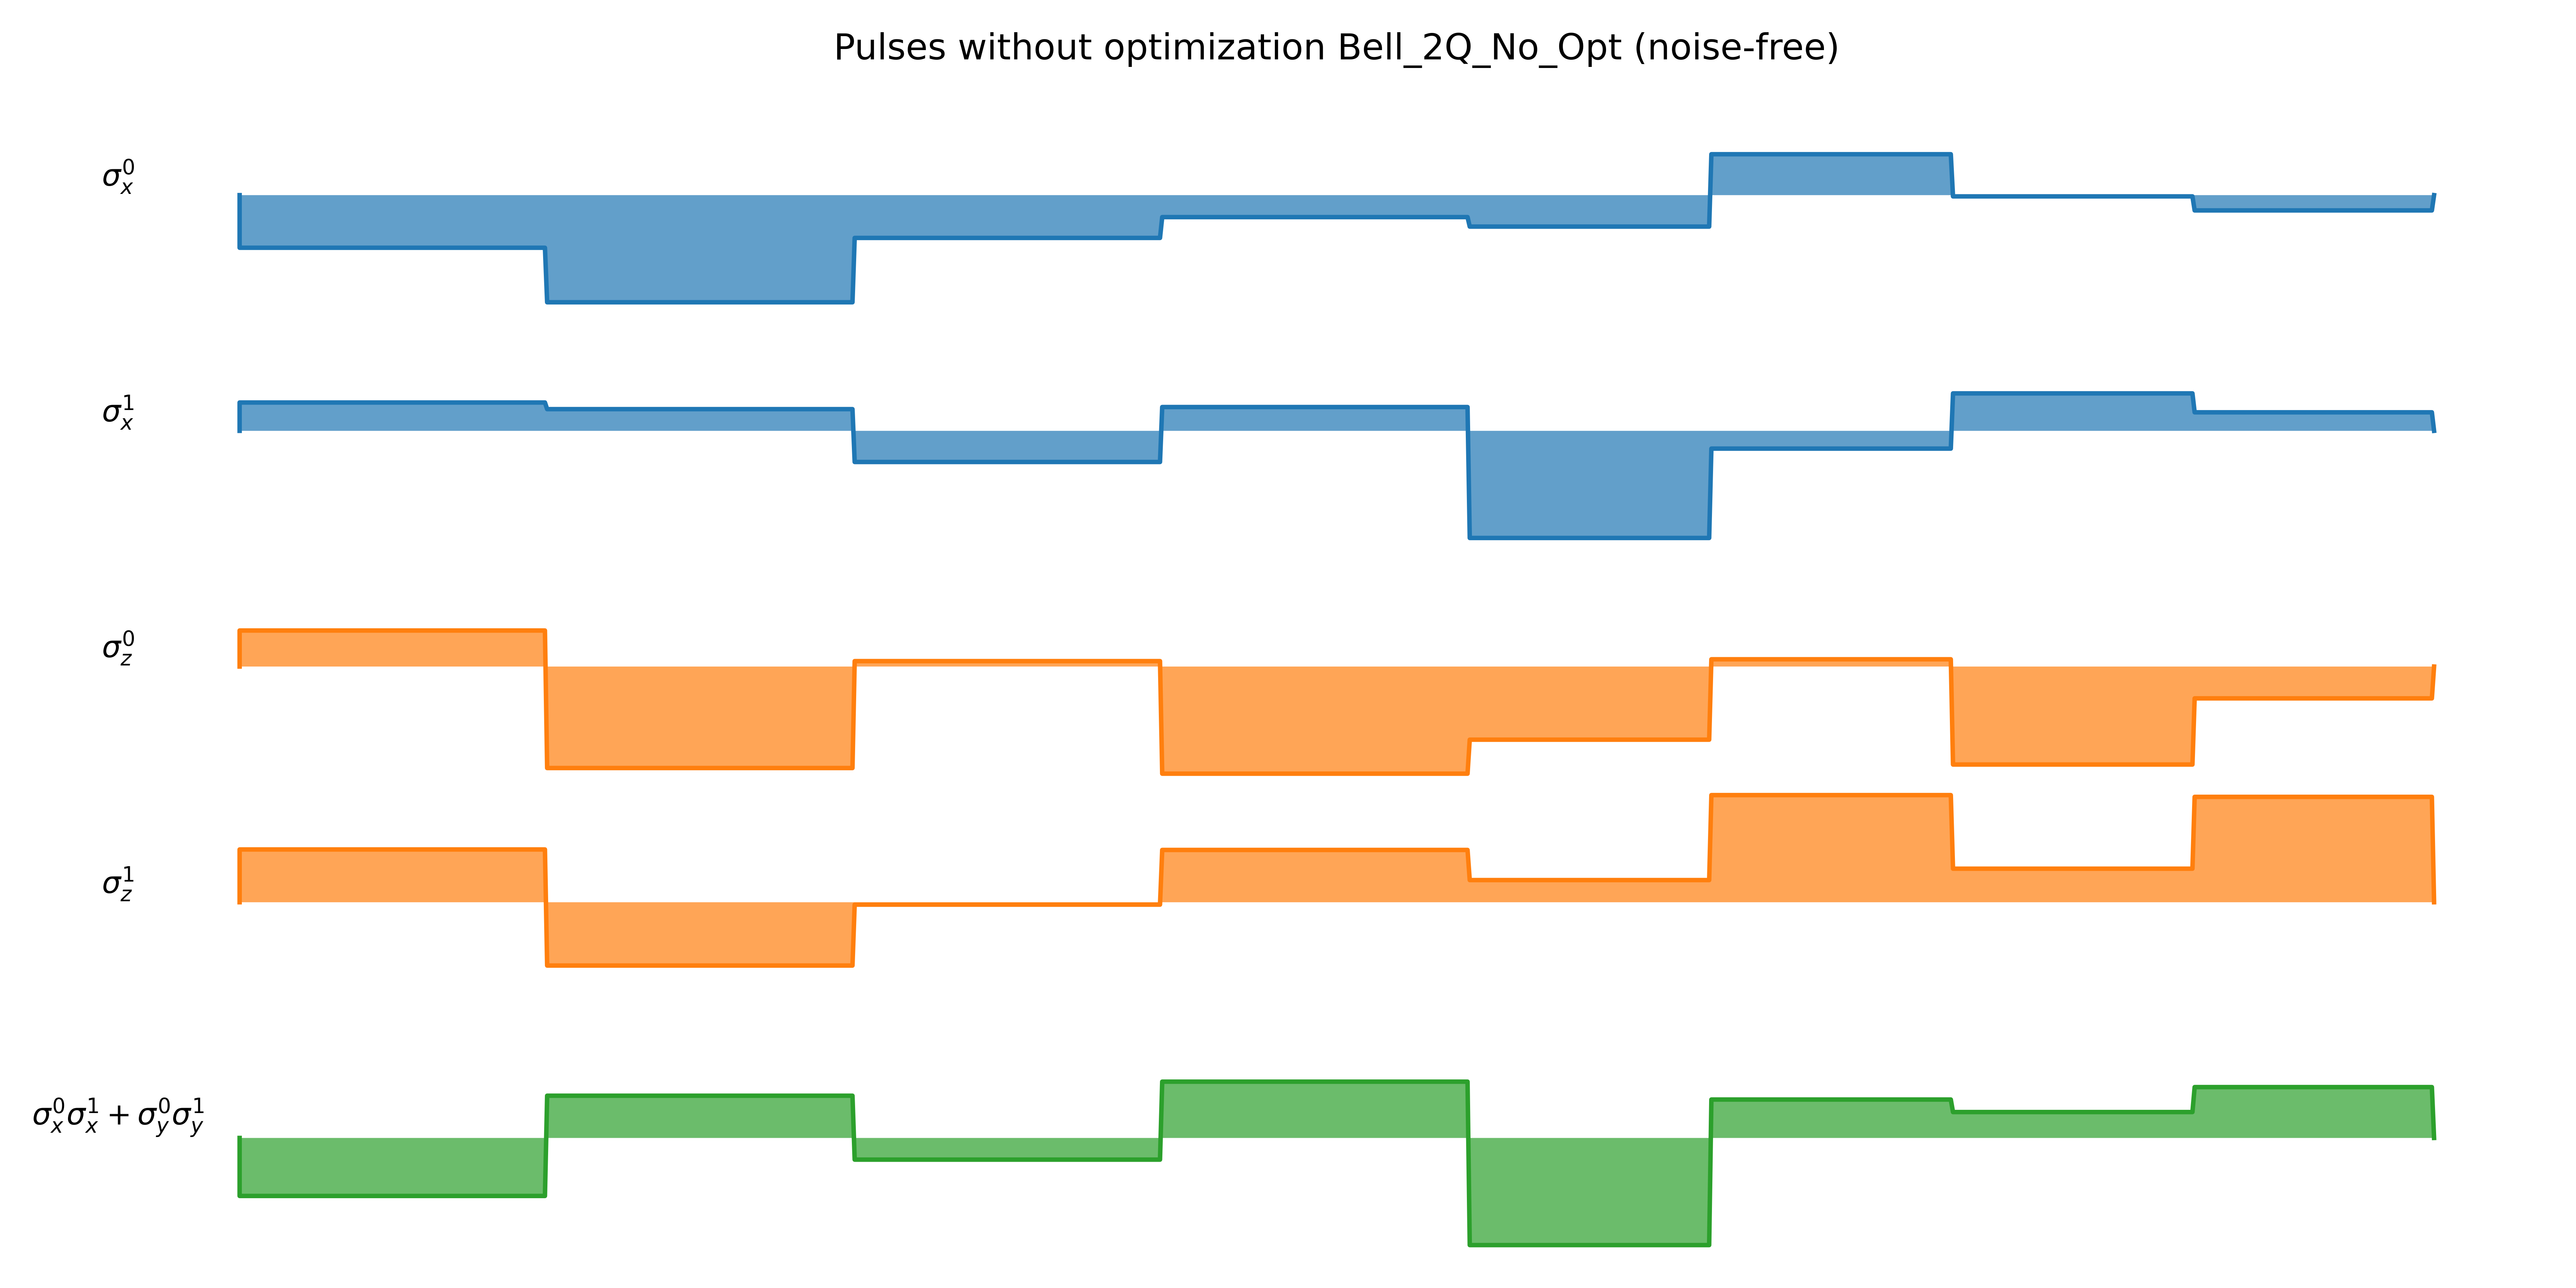 Pulses without optimization Bell_2Q_No_Opt (noise-free)
σ_x^0
σ_x^1
σ_z^0
σ_z^1
σ_x^0σ_x^1 + σ_y^0σ_y^1